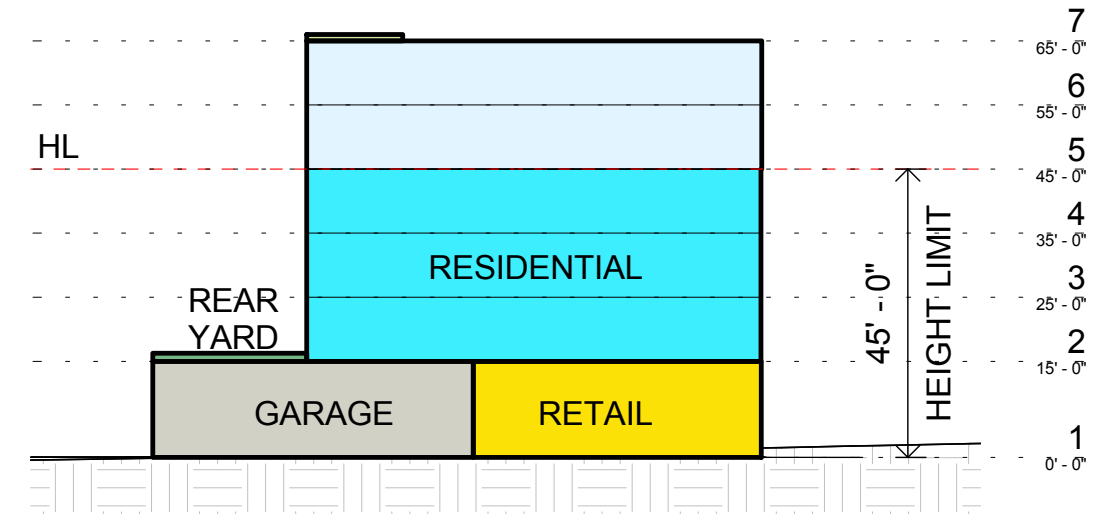 7
65' - 0"
6
55' - 0"
HL
5
45' - 0"
4
35' - 0"
RESIDENTIAL
3
25' - 0"
REAR
YARD
45' - 0"
HEIGHT LIMIT
2
15' - 0"
GARAGE
RETAIL
1
0' - 0"